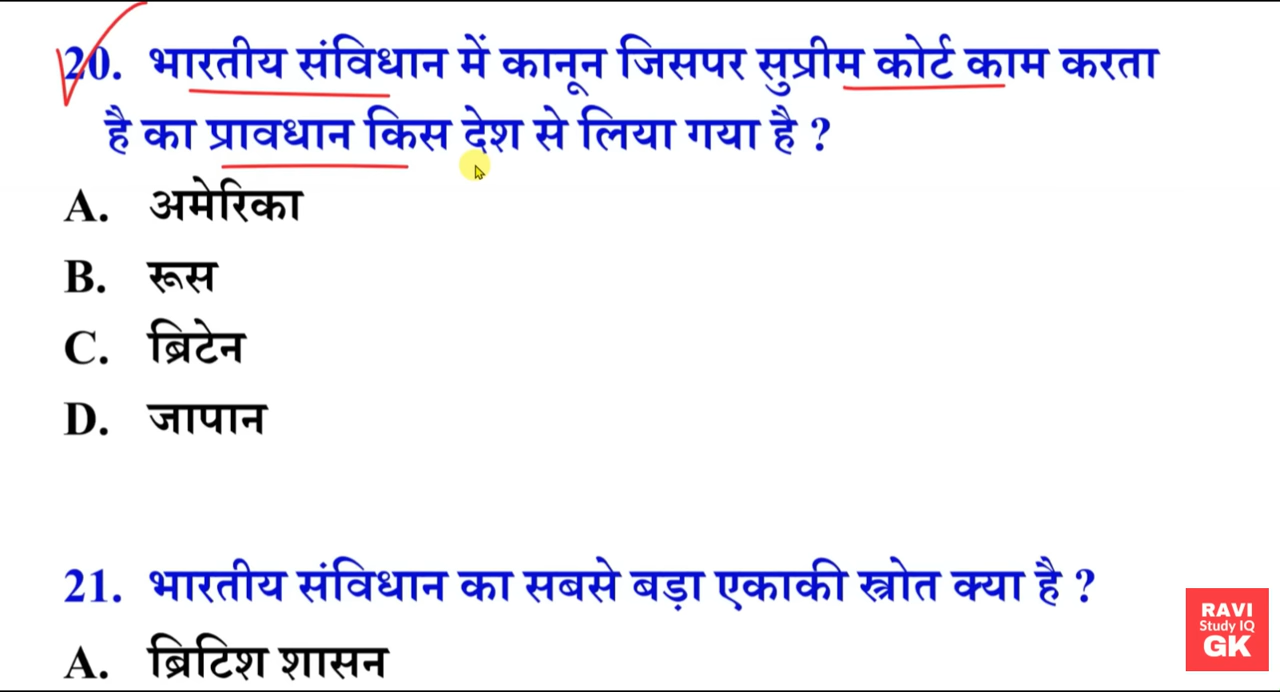 20. भारतीय संविधान में कानून जिसपर सुप्रीम कोर्ट काम करता
है का प्रावधान किस देश से लिया गया है ?
A. अमेरिका
B. रूस
C. ब्रिटेन
D. जापान
21. भारतीय संविधान का सबसे बड़ा एकाकी स्त्रोत क्या है ?
A. ब्रिटिश शासन
RAVI
Study IQ
GK